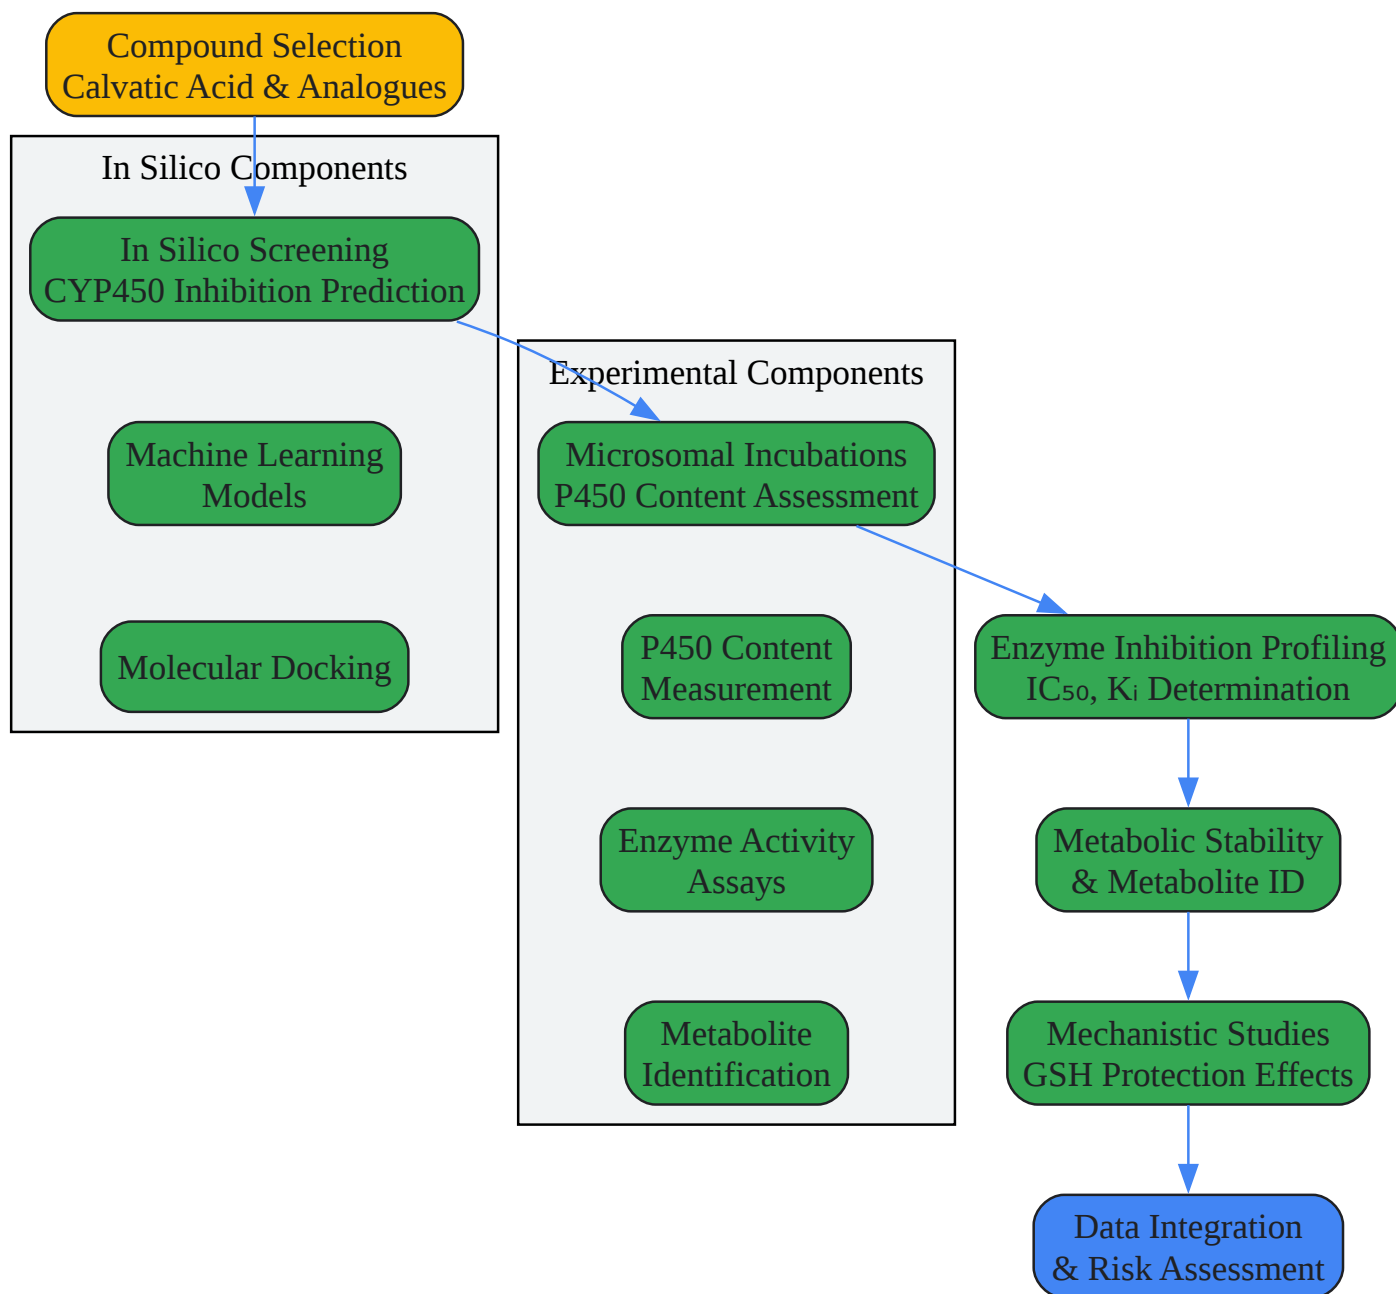 Compound Selection
Calvatic Acid & Analogues
In Silico Components
In Silico Screening
CYP450 Inhibition Prediction
Machine Learning
Models
Molecular Docking
Experimental Components
Microsomal Incubations
P450 Content Assessment
P450 Content
Measurement
Enzyme Activity
Assays
Metabolite
Identification
Enzyme Inhibition Profiling
IC₅₀, Kᵢ Determination
Metabolic Stability
& Metabolite ID
Mechanistic Studies
GSH Protection Effects
Data Integration
& Risk Assessment